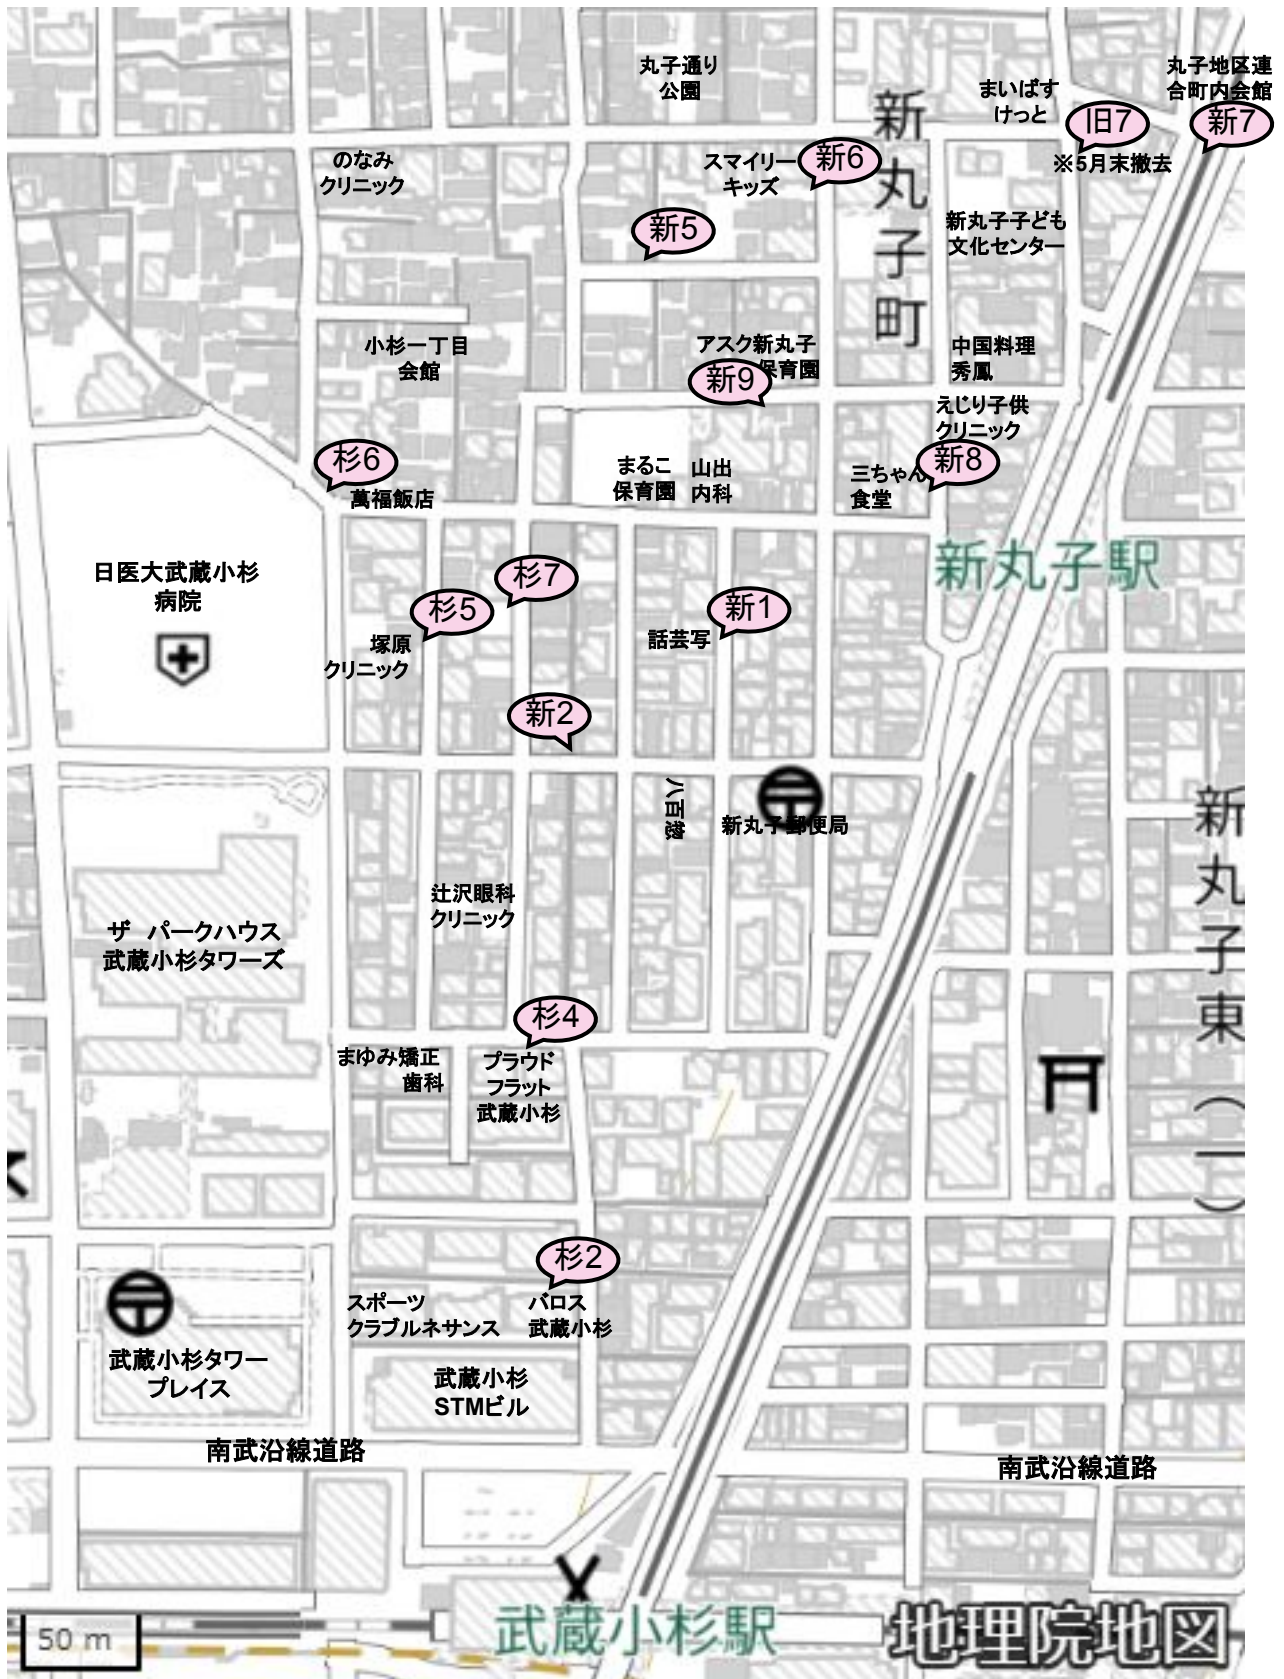 丸子通り
公園
まいばす
けっと
丸子地区連
合町内会館
旧7
新7
※5月末撤去
新丸子町
のなみ
クリニック
スマイリー
キッズ
新6
新5
新丸子子ども
文化センター
小杉一丁目
会館
アスク新丸子
保育園
新9
中国料理
秀鳳
えじり子供
クリニック
新8
杉6
萬福飯店
まるこ
保育園
山出
内科
三ちゃん
食堂
新丸子駅
日医大武蔵小杉
病院
杉7
杉5
新1
塚原
クリニック
話芸写
新2
新丸子郵便局
新丸子東(一)
辻沢眼科
クリニック
ザ パークハウス
武蔵小杉タワーズ
杉4
まゆみ矯正
歯科
プラウド
フラット
武蔵小杉
杉2
スポーツ
クラブルネサンス
バロス
武蔵小杉
武蔵小杉タワー
プレイス
武蔵小杉
STMビル
南武沿線道路
南武沿線道路
武蔵小杉駅
50 m
地理院地図